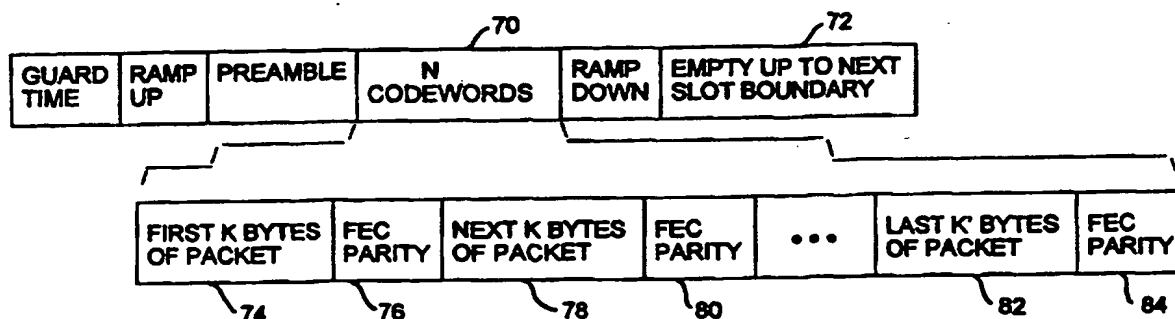 70
72
GUARD TIME
RAMP UP
PREAMBLE
N CODEWORDS
RAMP DOWN
EMPTY UP TO NEXT SLOT BOUNDARY
FIRST K BYTES OF PACKET
FEC PARITY
NEXT K BYTES OF PACKET
FEC PARITY
•••
LAST K' BYTES OF PACKET
FEC PARITY
74
76
78
80
82
84